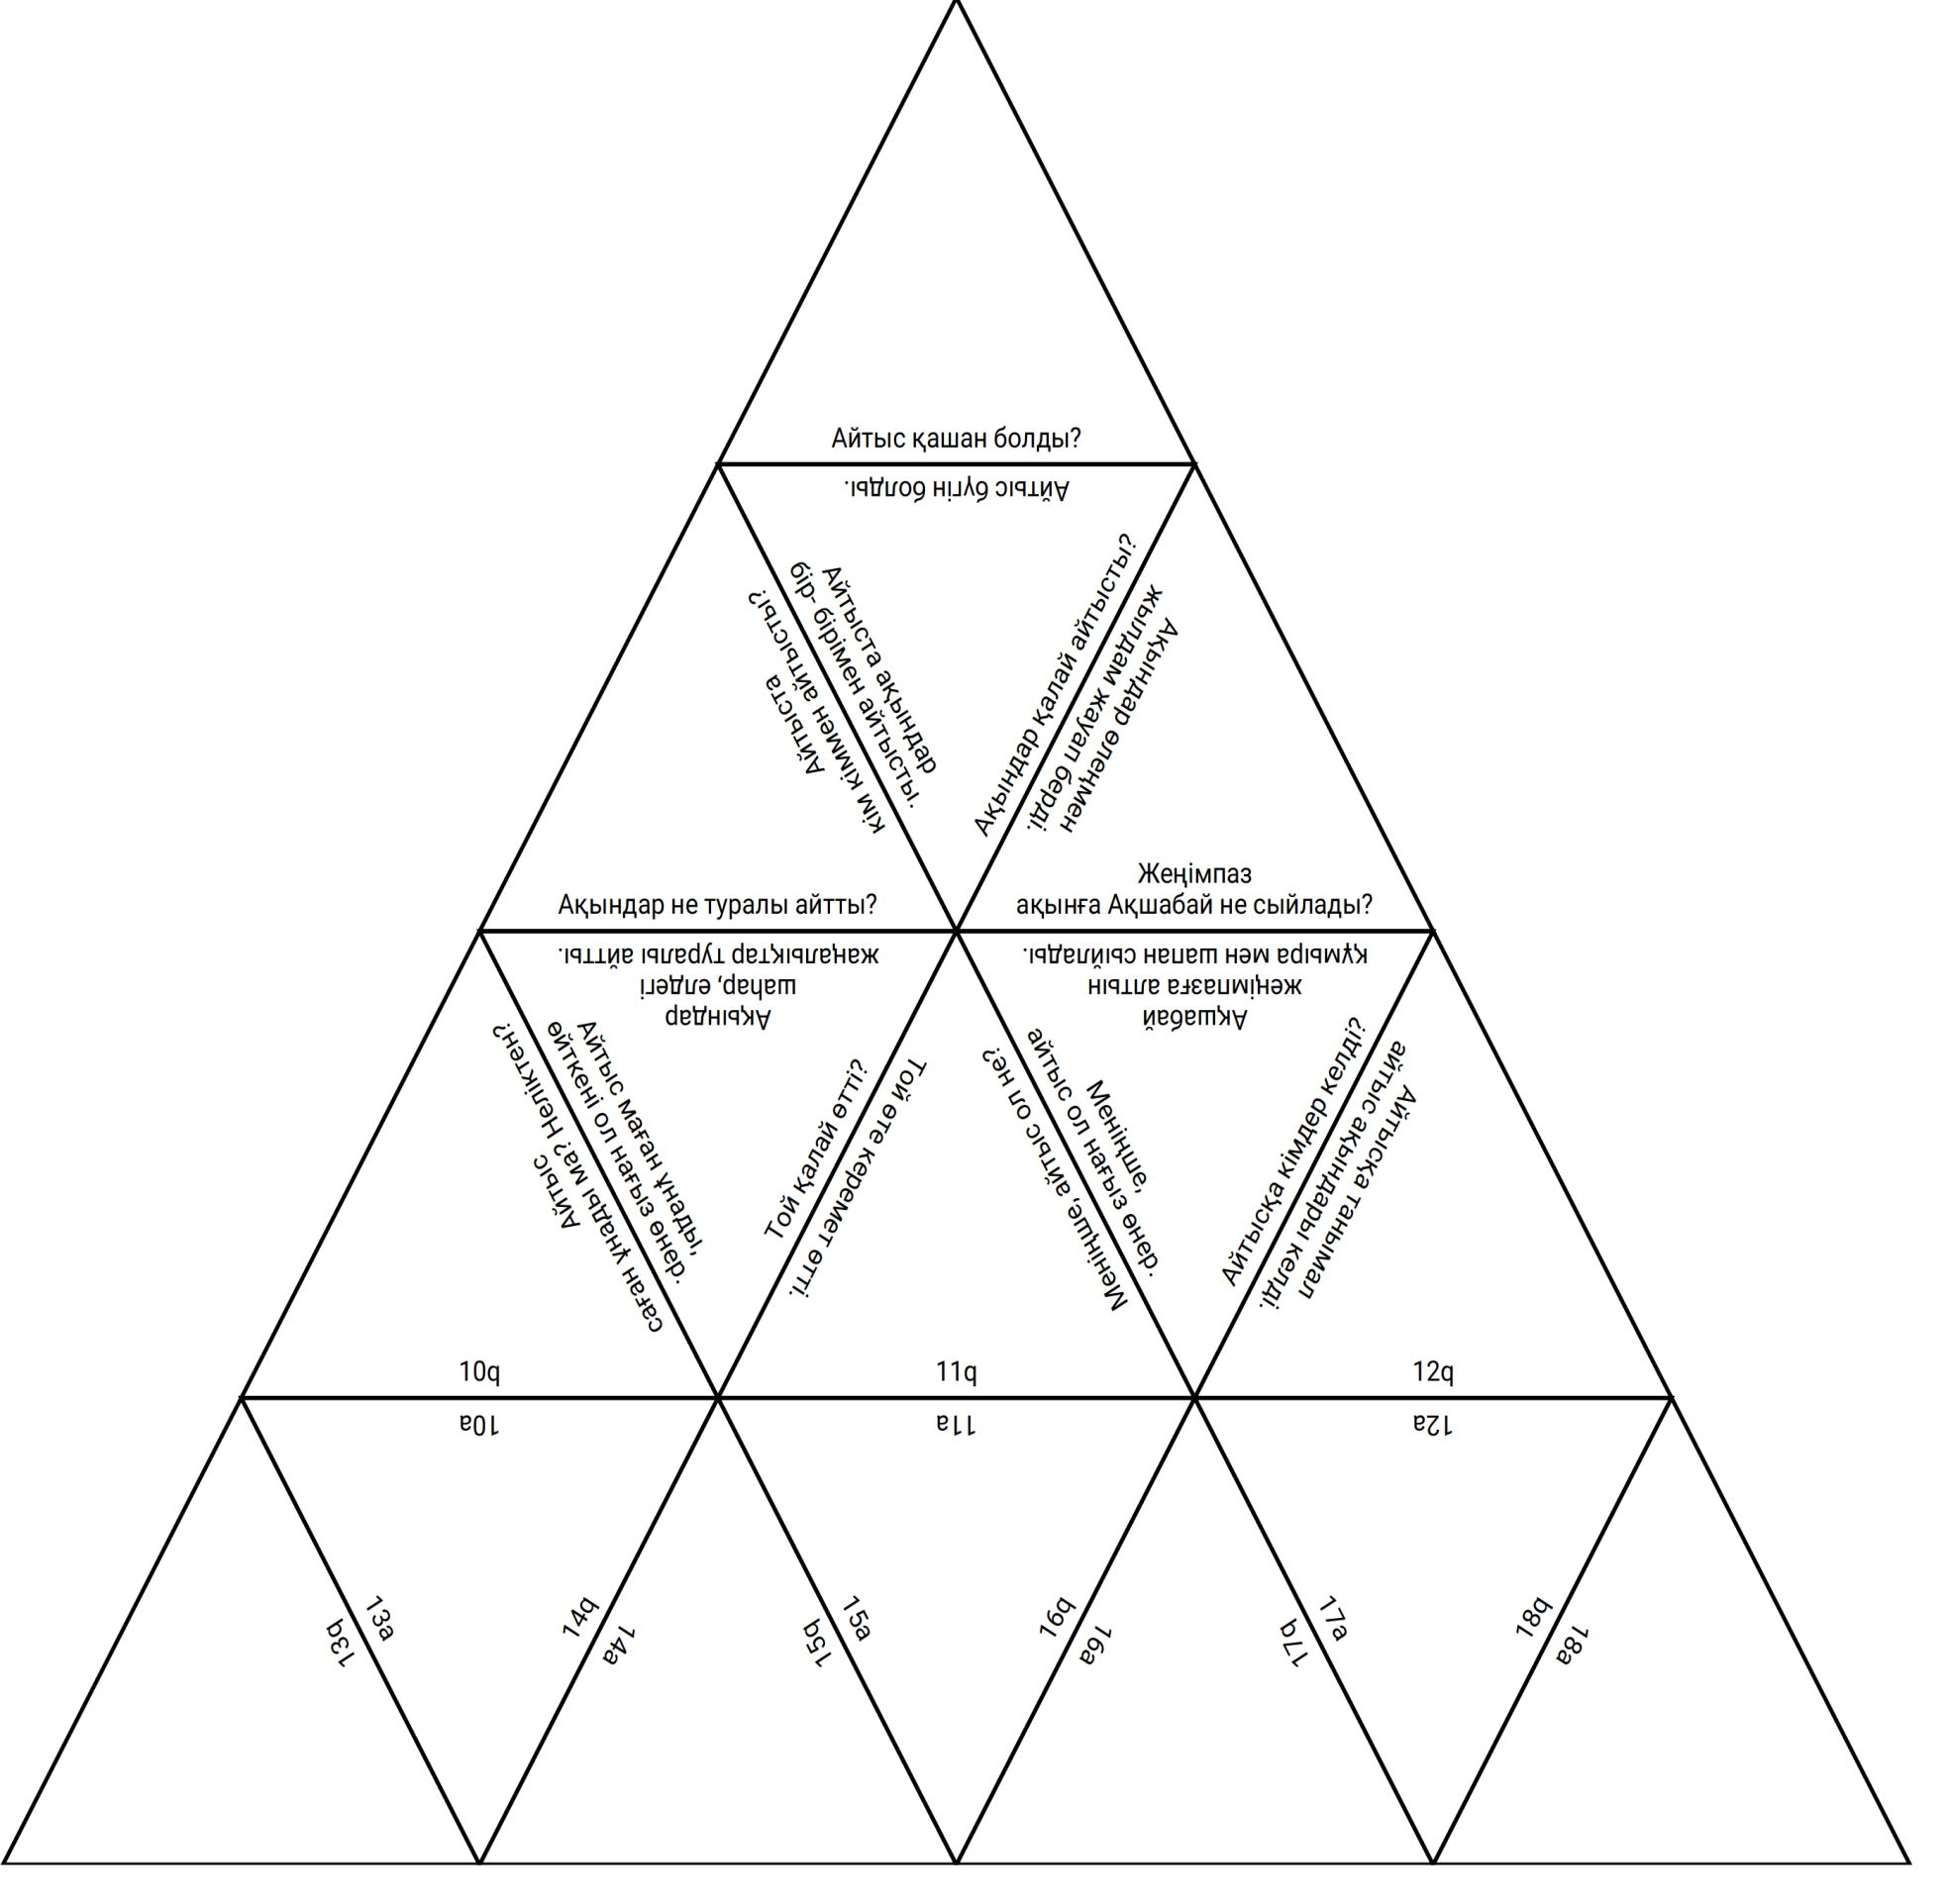 Айтыс қашан болды?
Айтыс бүгін болды.
Айтыста
кім кіммен айтысты?
Айтыста ақындар
бір- бірімен айтысты.
Ақындар қалай айтысты?
Ақындар өлеңмен
жылдам жауап берді.
Ақындар не туралы айтты?
Ақындар
шаһар, елдегі
жаңалықтар туралы айтты.
Жеңімпаз
ақынға Ақшабай не сыйлады?
Ақшабай
жеңімпазға алтын
құмыра мен шапан сыйлады.
Айтыс
саған ұнады ма? Неліктен?
Айтыс маған ұнады,
өйткені ол нағыз өнер.
Той қалай өтті?
Той өте керемет өтті.
Меніңше, айтыс ол не?
Меніңше,
айтыс ол нағыз өнер.
Айтысқа кімдер келді?
Айтысқа танымал
айтыс ақындары келді.
10q
10a
11q
11a
12q
12a
13q
13a
14q
14a
15q
15a
16q
16a
17q
17a
18q
18a